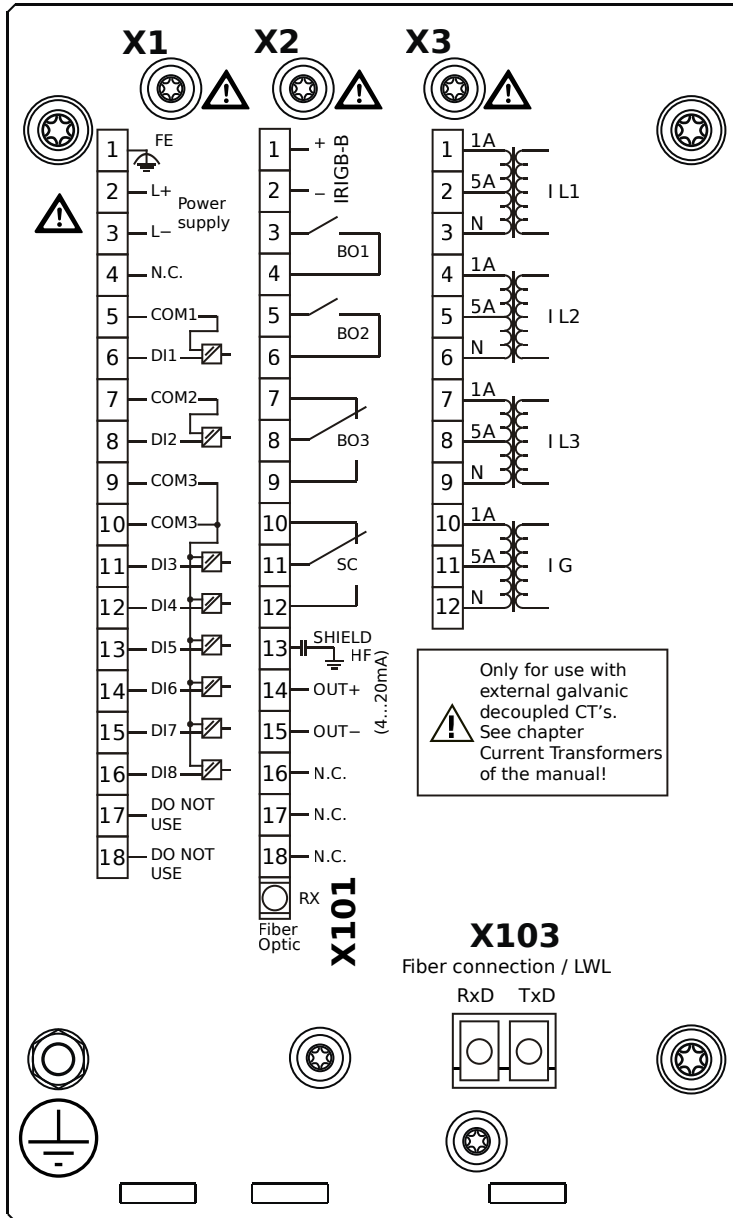 X1
X2
X3
1
FE
2
L+
Power
supply
3
L−
4
N.C.
5
COM1
6
DI1
7
COM2
8
DI2
9
COM3
10
COM3
11
DI3
12
DI4
13
DI5
14
DI6
15
DI7
16
DI8
17
DO NOT
USE
18
DO NOT
USE
1
+
IRIGB-B
2
−
3
BO1
4
5
BO2
6
7
8
BO3
9
10
11
SC
12
13
SHIELD
HF
(4...20mA)
14
OUT+
15
OUT−
16
N.C.
17
N.C.
18
N.C.
RX
Fiber
Optic
X101
1
1A
2
5A
I L1
3
N
4
1A
5
5A
I L2
6
N
7
1A
8
5A
I L3
9
N
10
1A
11
5A
I G
12
N
Only for use with
external galvanic
decoupled CT's.
See chapter
Current Transformers
of the manual!
X103
Fiber connection / LWL
RxD TxD